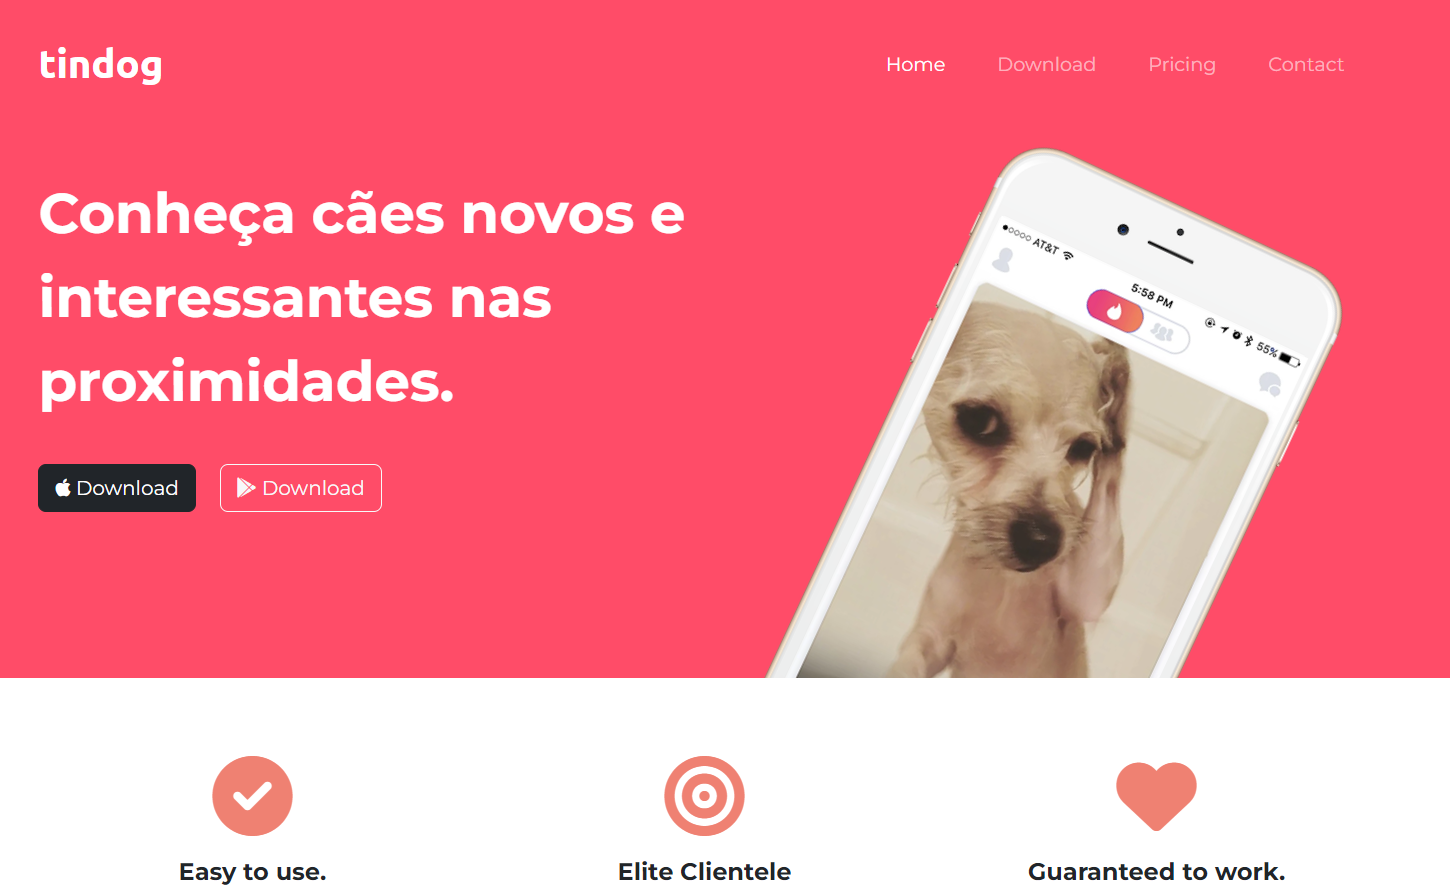 tindog
Home Download Pricing Contact
Conheça cães novos e
interessantes nas
proximidades.
Download Download
AT&T 5:58 PM 55%
Easy to use. Elite Clientele Guaranteed to work.